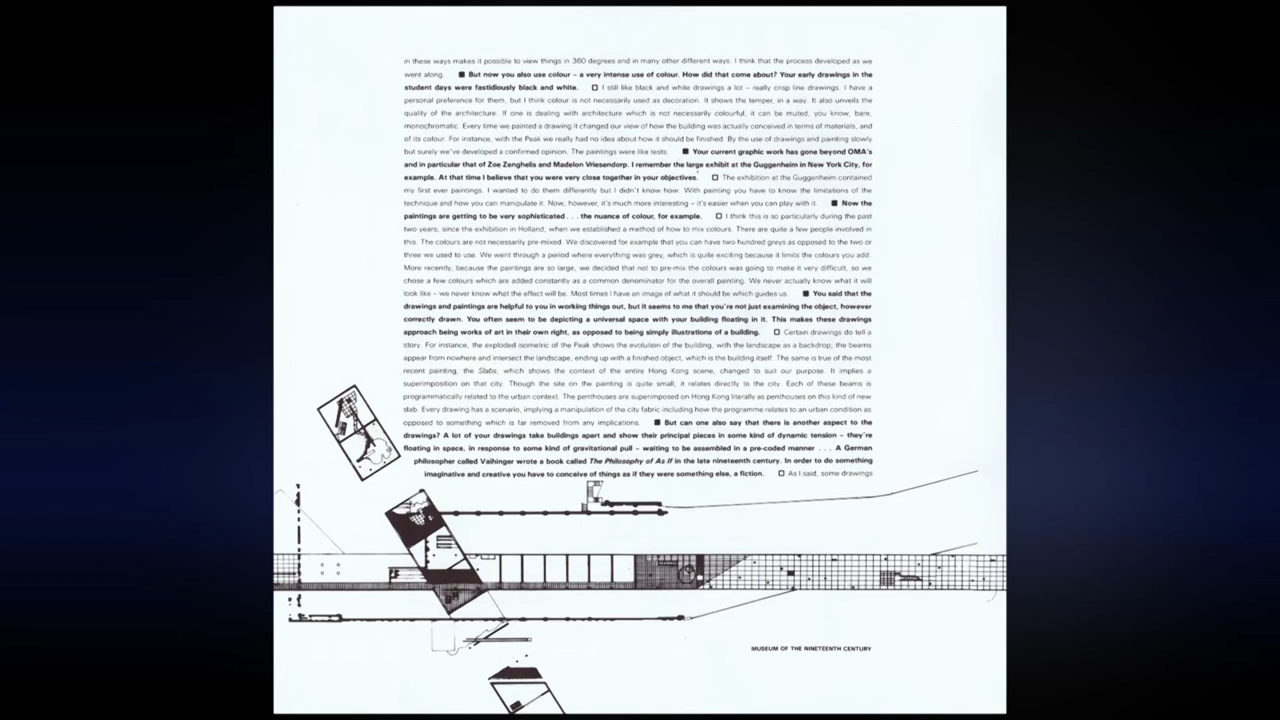 in these ways makes it possible to view things in 360 degrees and in many other different ways. I think that the process developed as we
went along. ■ But now you also use colour – a very intense use of colour. How did that come about? Your early drawings in the
student days were fastidiously black and white. □ I still like black and white drawings a lot – really crisp line drawings. I have a
personal preference for them, but I think colour is not necessarily used as decoration. It shows the temper, in a way. It also unveils the
quality of the architecture. If one is dealing with architecture which is not necessarily colourful, it can be muted, you know, bare,
monochromatic. Every time we painted a drawing it changed our view of how the building was actually conceived in terms of materials, and
of its colour. For instance, with the Peak we really had no idea about how it should be finished. By the use of drawings and painting slowly
but surely we've developed a confirmed opinion. The paintings were like tests. ■ Your current graphic work has gone beyond OMA's
and in particular that of Zoe Zenghelis and Madelon Vriesendorp. I remember the large exhibit at the Guggenheim in New York City, for
example. At that time I believe that you were very close together in your objectives. □ The exhibition at the Guggenheim contained
my first ever paintings. I wanted to do them differently but I didn't know how. With painting you have to know the limitations of the
technique and how you can manipulate it. Now, however, it's much more interesting – it's easier when you can play with it. ■ Now the
paintings are getting to be very sophisticated . . . the nuance of colour, for example. □ I think this is so particularly during the past
two years, since the exhibition in Holland, when we established a method of how to mix colours. There are quite a few people involved in
this. The colours are not necessarily pre-mixed. We discovered for example that you can have two hundred greys as opposed to the two or
three we used to use. We went through a period where everything was grey, which is quite exciting because it limits the colours you add.
More recently, because the paintings are so large, we decided that not to pre-mix the colours was going to make it very difficult, so we
chose a few colours which are added constantly as a common denominator for the overall painting. We never actually know what it will
look like – we never know what the effect will be. Most times I have an image of what it should be which guides us. ■ You said that the
drawings and paintings are helpful to you in working things out, but it seems to me that you're not just examining the object, however
correctly drawn. You often seem to be depicting a universal space with your building floating in it. This makes these drawings
approach being works of art in their own right, as opposed to being simply illustrations of a building. □ Certain drawings do tell a
story. For instance, the exploded isometric of the Peak shows the evolution of the building, with the landscape as a backdrop, the beams
appear from nowhere and intersect the landscape, ending up with a finished object, which is the building itself. The same is true of the most
recent painting, the Slabs, which shows the context of the entire Hong Kong scene, changed to suit our purpose. It implies a
superimposition on that city. Though the site on the painting is quite small, it relates directly to the city. Each of these beams is
programmatically related to the urban context. The penthouses are superimposed on Hong Kong literally as penthouses on this kind of new
slab. Every drawing has a scenario, implying a manipulation of the city fabric including how the programme relates to an urban condition as
opposed to something which is far removed from any implications. ■ But can one also say that there is another aspect to the
drawings? A lot of your drawings take buildings apart and show their principal pieces in some kind of dynamic tension – they're
floating in space, in response to some kind of gravitational pull – waiting to be assembled in a pre-coded manner . . . A German
philosopher called Vaihinger wrote a book called The Philosophy of As If in the late nineteenth century. In order to do something
imaginative and creative you have to conceive of things as if they were something else, a fiction. □ As I said, some drawings
MUSEUM OF THE NINETEENTH CENTURY